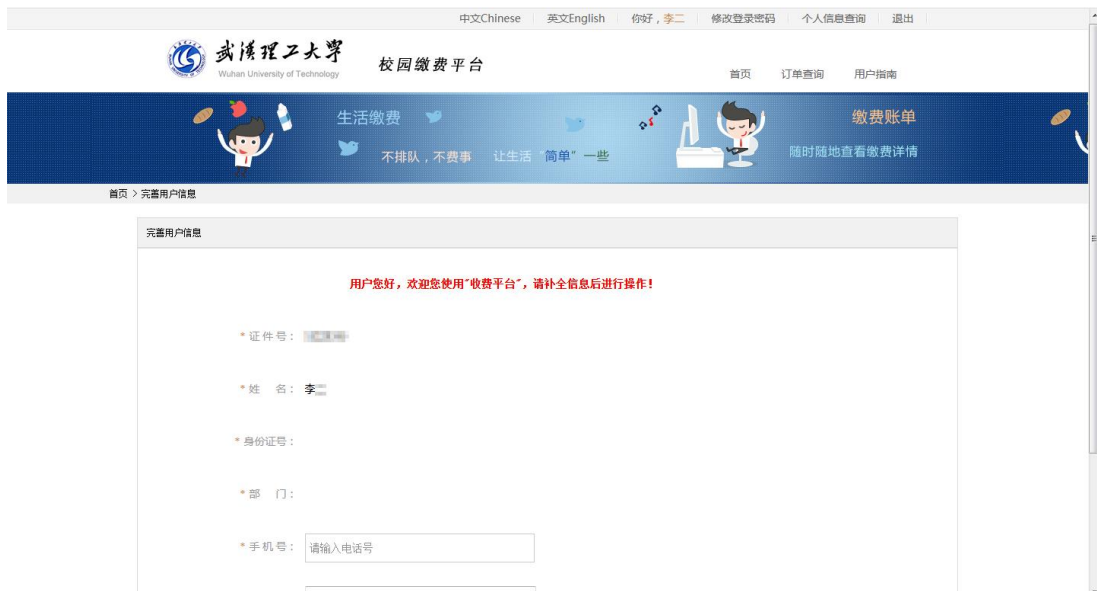 中文Chinese 英文English 你好，李二 修改登录密码 个人信息查询 退出
武汉理工大学
Wuhan University of Technology
校园缴费平台
首页 订单查询 用户指南
生活缴费
不排队，不费事 让生活“简单”一些
缴费账单
随时随地查看缴费详情
首页 > 完善用户信息
完善用户信息
用户您好，欢迎您使用"收费平台"，请补全信息后进行操作！
* 证件号：
* 姓 名： 李
* 身份证号：
* 部 门：
* 手机号： 请输入电话号